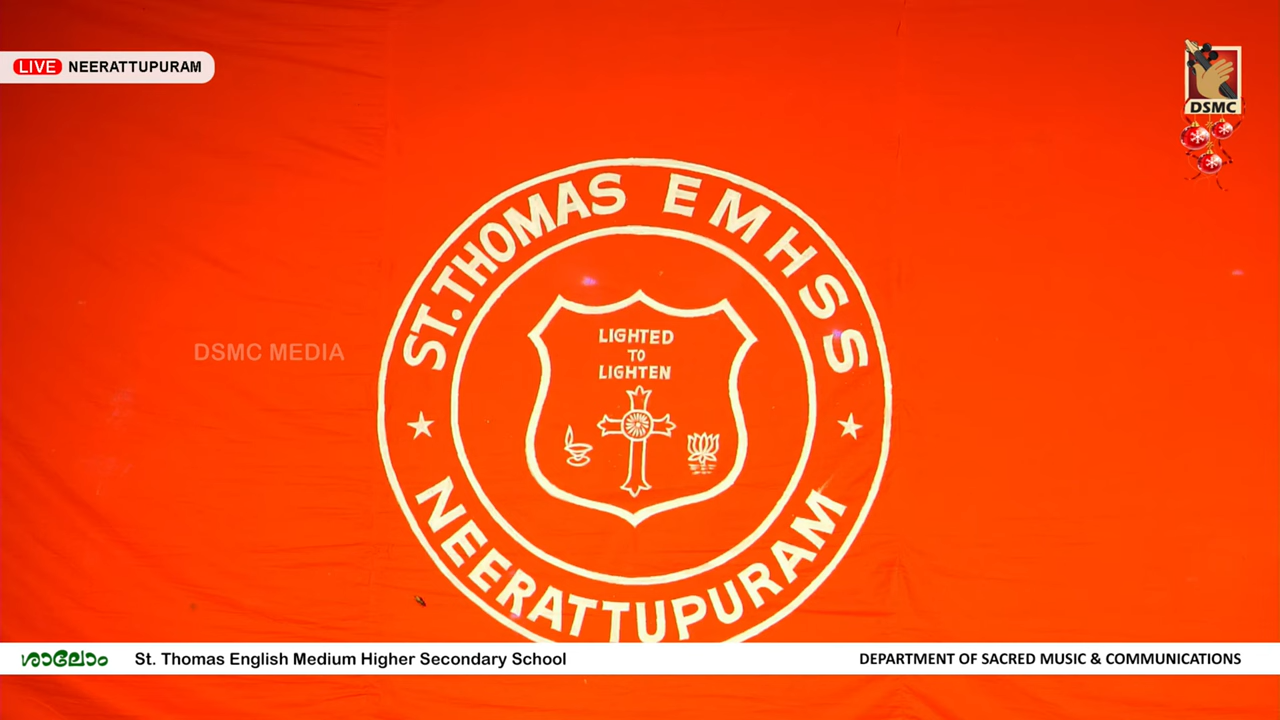 LIVE NEERATTUPURAM
DSMC
ST. THOMAS EMHSS
LIGHTED
TO
LIGHTEN
DSMC MEDIA
NEERATTUPURAM
ശാലോം St. Thomas English Medium Higher Secondary School DEPARTMENT OF SACRED MUSIC & COMMUNICATIONS